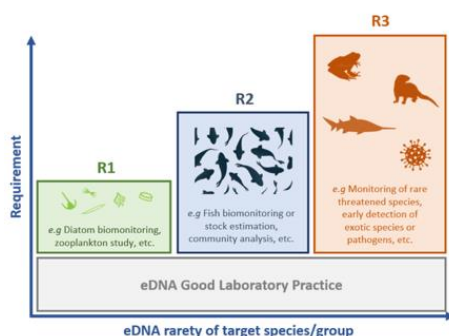 R3
R2
R1
Requirement
e.g Diatom biomonitoring,
zooplankton study, etc.
e.g Fish biomonitoring or
stock estimation,
community analysis, etc.
e.g Monitoring of rare
threatened species,
early detection of
exotic species or
pathogens, etc.
eDNA Good Laboratory Practice
eDNA rarety of target species/group